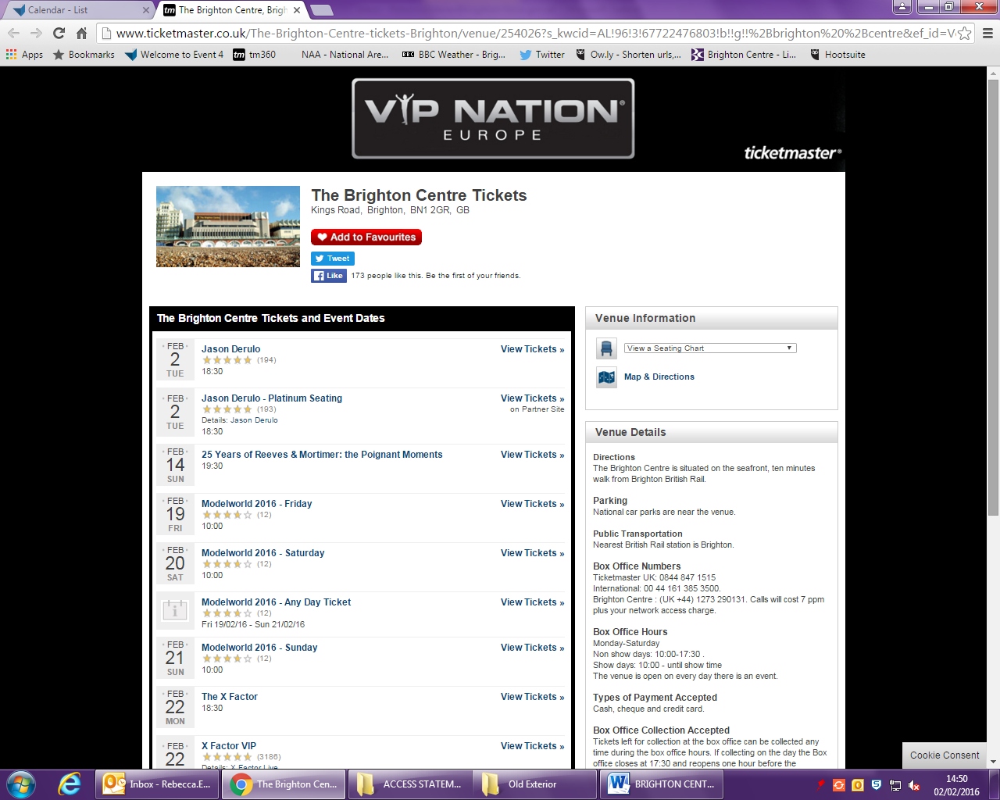 Calendar - List
tm The Brighton Centre, Brigh
www.ticketmaster.co.uk/The-Brighton-Centre-tickets-Brighton/venue/254026?s_kwcid=AL!96!3!67722476803!b!!g!!%2Bbrighton%20%2Bcentre&ef_id=V
Apps Bookmarks Welcome to Event 4 tm tm360 NAA - National Are... BBC BBC Weather - Brig... Twitter Ow.ly - Shorten urls,... Brighton Centre - Li... Hootsuite
VIP NATION®
EUROPE
ticketmaster®
The Brighton Centre Tickets
Kings Road, Brighton, BN1 2GR, GB
Add to Favourites
Tweet
Like 173 people like this. Be the first of your friends.
The Brighton Centre Tickets and Event Dates
FEB
2
TUE
Jason Derulo View Tickets »
(194)
18:30
FEB
2
TUE
Jason Derulo - Platinum Seating View Tickets »
(193) on Partner Site
Details: Jason Derulo
18:30
FEB
14
SUN
25 Years of Reeves & Mortimer: the Poignant Moments View Tickets »
19:30
FEB
19
FRI
Modelworld 2016 - Friday View Tickets »
(12)
10:00
FEB
20
SAT
Modelworld 2016 - Saturday View Tickets »
(12)
10:00
Modelworld 2016 - Any Day Ticket View Tickets »
(12)
Fri 19/02/16 - Sun 21/02/16
FEB
21
SUN
Modelworld 2016 - Sunday View Tickets »
(12)
10:00
FEB
22
MON
The X Factor View Tickets »
18:30
FEB
22
X Factor VIP View Tickets »
(3186)
Details: X Factor Live
Venue Information
View a Seating Chart
Map & Directions
Venue Details
Directions
The Brighton Centre is situated on the seafront, ten minutes
walk from Brighton British Rail.
Parking
National car parks are near the venue.
Public Transportation
Nearest British Rail station is Brighton.
Box Office Numbers
Ticketmaster UK: 0844 847 1515
International: 00 44 161 385 3500.
Brighton Centre : (UK +44) 1273 290131. Calls will cost 7 ppm
plus your network access charge.
Box Office Hours
Monday-Saturday
Non show days: 10:00-17:30 .
Show days: 10:00 - until show time
The venue is open on every day there is an event.
Types of Payment Accepted
Cash, cheque and credit card.
Box Office Collection Accepted
Tickets left for collection at the box office can be collected any
time during the box office hours. If collecting on the day the Box
office closes at 17:30 and reopens one hour before the
Cookie Consent
Inbox - Rebecca.E... The Brighton Cen... ACCESS STATEM... Old Exterior BRIGHTON CENT...
14:50
02/02/2016